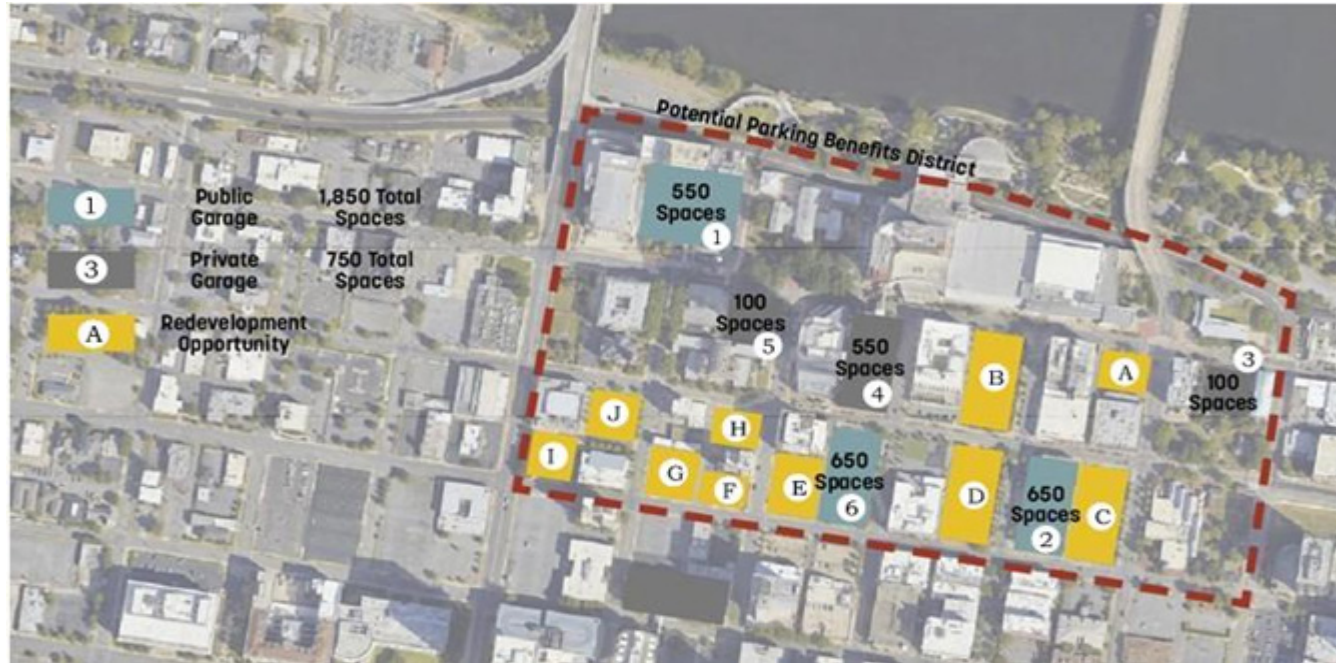 Potential Parking Benefits District
1
Public
Garage
1,850 Total
Spaces
3
Private
Garage
750 Total
Spaces
A
Redevelopment
Opportunity
550
Spaces
1
100
Spaces
5
550
Spaces
4
B
A
3
100
Spaces
J
H
I
G
F
E
650
Spaces
6
D
650
Spaces
2
C